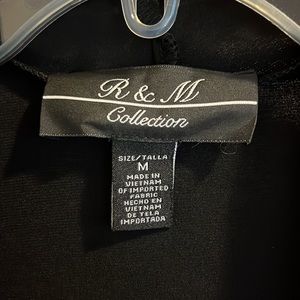 R & M
Collection
SIZE/TALLA
M
MADE IN
VIETNAM
OF IMPORTED
FABRIC
HECHO EN
VIETNAM
DE TELA
IMPORTADA